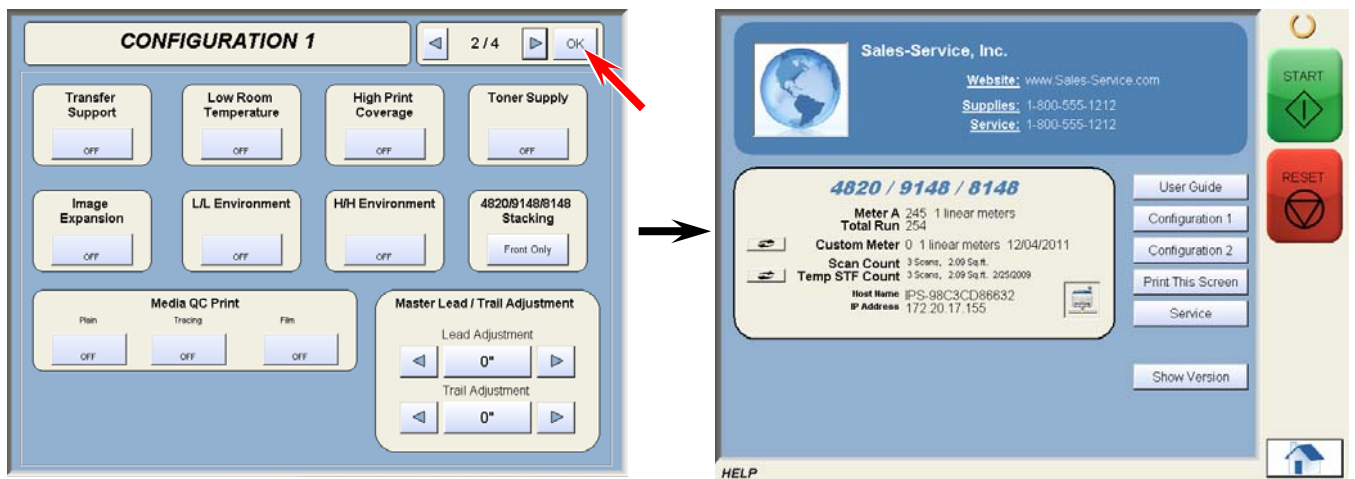 CONFIGURATION 1
2/4
OK
Transfer Support
OFF
Low Room Temperature
OFF
High Print Coverage
OFF
Toner Supply
OFF
Image Expansion
OFF
L/L Environment
OFF
H/H Environment
OFF
4820/9148/8148 Stacking
Front Only
Media QC Print
Plain
Tracing
Film
OFF
OFF
OFF
Master Lead / Trail Adjustment
Lead Adjustment
0"
Trail Adjustment
0"
Sales-Service, Inc.
Website: www.Sales-Service.com
Supplies: 1-800-555-1212
Service: 1-800-555-1212
4820 / 9148 / 8148
Meter A 245 1 linear meters
Total Run 254
Custom Meter 0 1 linear meters 12/04/2011
Scan Count 3 Scans, 2.09 Sq.ft.
Temp STF Count 3 Scans, 2.09 Sq.ft. 2/25/2009
Host Name IPS-98C3CD86632
IP Address 172.20.17.155
User Guide
Configuration 1
Configuration 2
Print This Screen
Service
Show Version
HELP
START
RESET